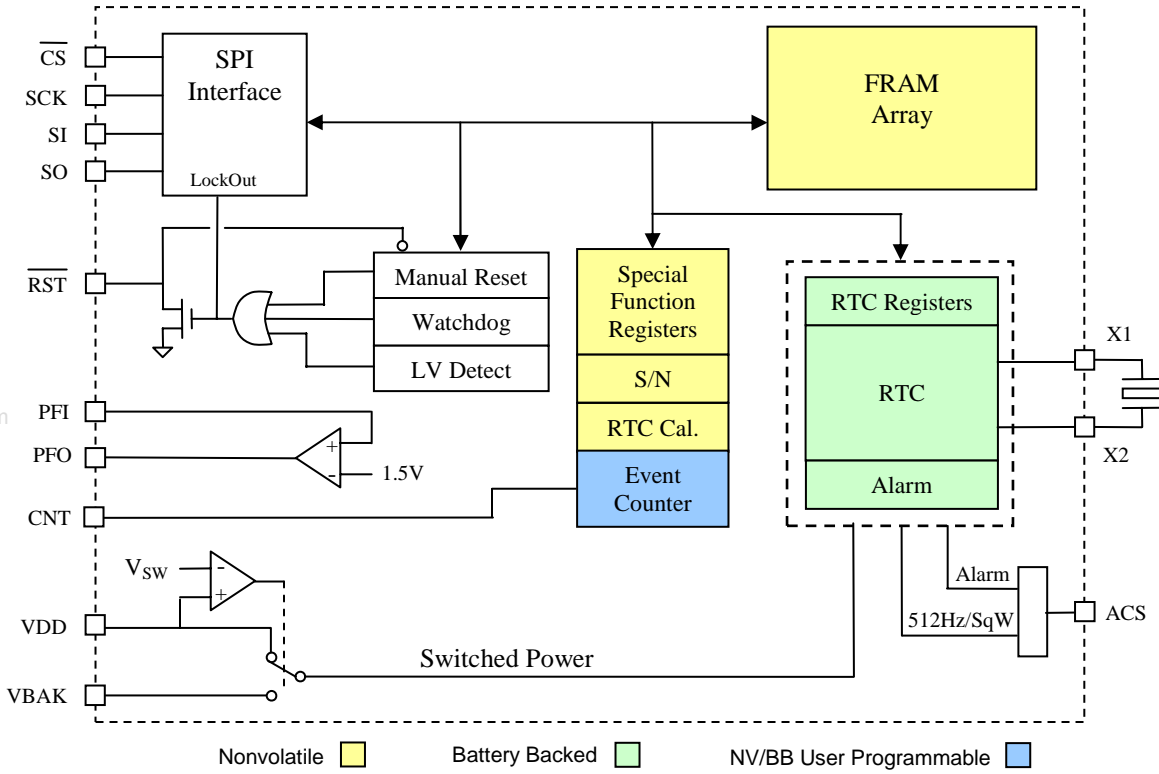 CS
SCK
SI
SO
SPI
Interface
LockOut
FRAM
Array
RST
Manual Reset
Watchdog
LV Detect
Special
Function
Registers
S/N
RTC Cal.
Event
Counter
RTC Registers
RTC
Alarm
X1
X2
PFI
PFO
+
-
1.5V
CNT
VSW
-
+
VDD
VBAK
Switched Power
Alarm
512Hz/SqW
ACS
Nonvolatile
Battery Backed
NV/BB User Programmable